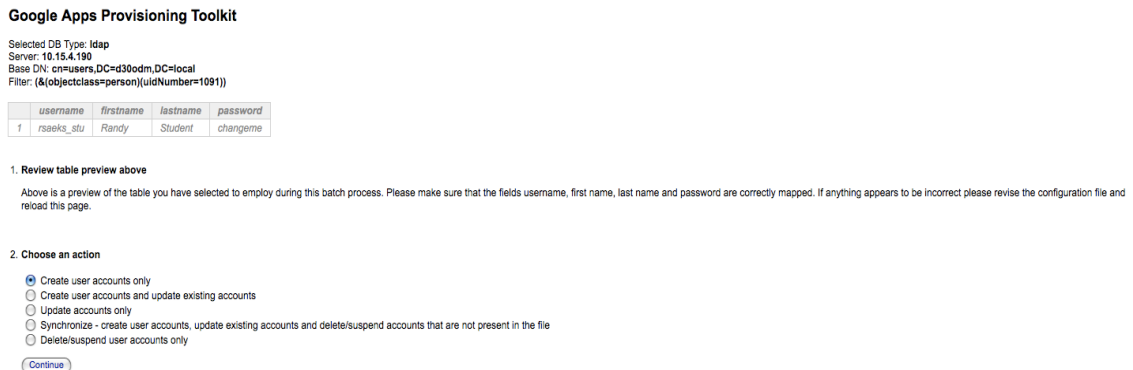 Google Apps Provisioning Toolkit
Selected DB Type: ldap
Server: 10.15.4.190
Base DN: cn=users,DC=d30odm,DC=local
Filter: (&(objectclass=person)(uidNumber=1091))
username firstname lastname password
1 rsaeks_stu Randy Student changeme
1. Review table preview above
Above is a preview of the table you have selected to employ during this batch process. Please make sure that the fields username, first name, last name and password are correctly mapped. If anything appears to be incorrect please revise the configuration file and
reload this page.
2. Choose an action
Create user accounts only
Create user accounts and update existing accounts
Update accounts only
Synchronize - create user accounts, update existing accounts and delete/suspend accounts that are not present in the file
Delete/suspend user accounts only
Continue